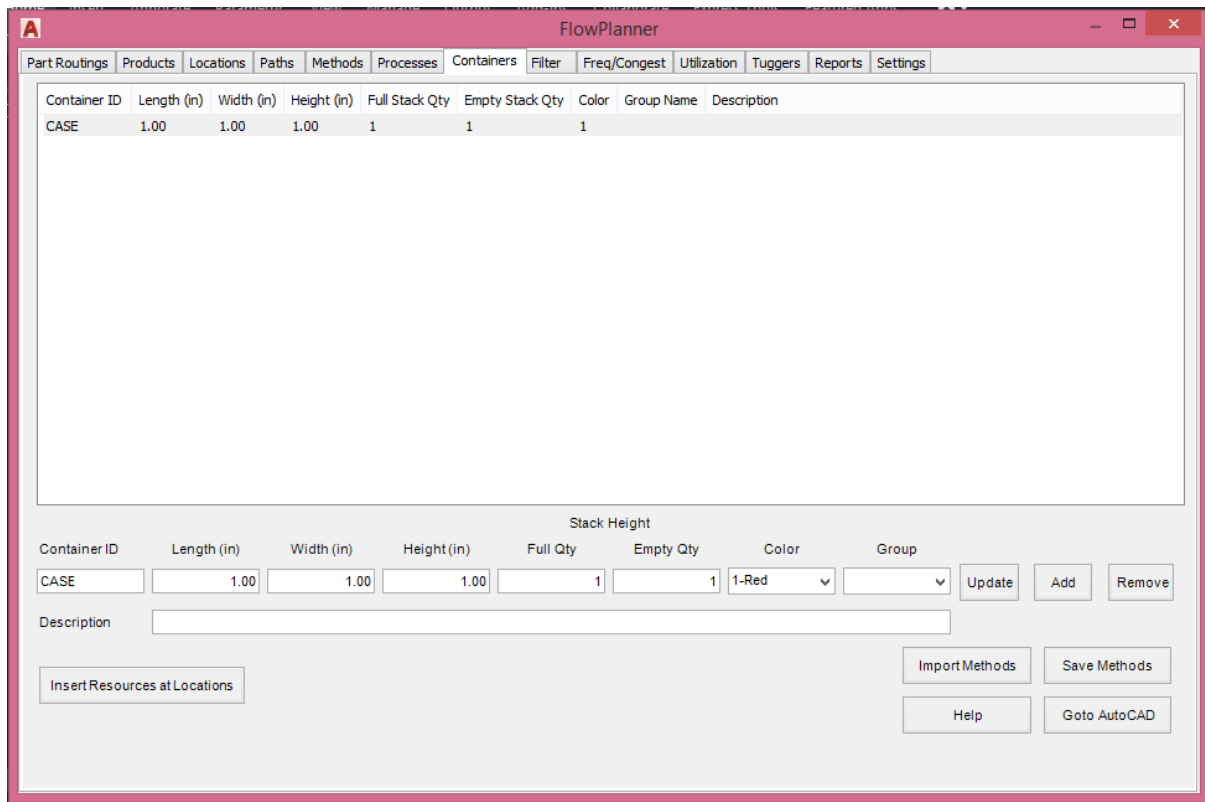 FlowPlanner
Part Routings Products Locations Paths Methods Processes Containers Filter Freq/Congest Utilization Tuggers Reports Settings
Container ID Length (in) Width (in) Height (in) Full Stack Qty Empty Stack Qty Color Group Name Description
CASE 1.00 1.00 1.00 1 1 1
Stack Height
Container ID Length (in) Width (in) Height (in) Full Qty Empty Qty Color Group
CASE 1.00 1.00 1.00 1 1 1-Red Update Add Remove
Description
Import Methods Save Methods
Insert Resources at Locations
Help Goto AutoCAD